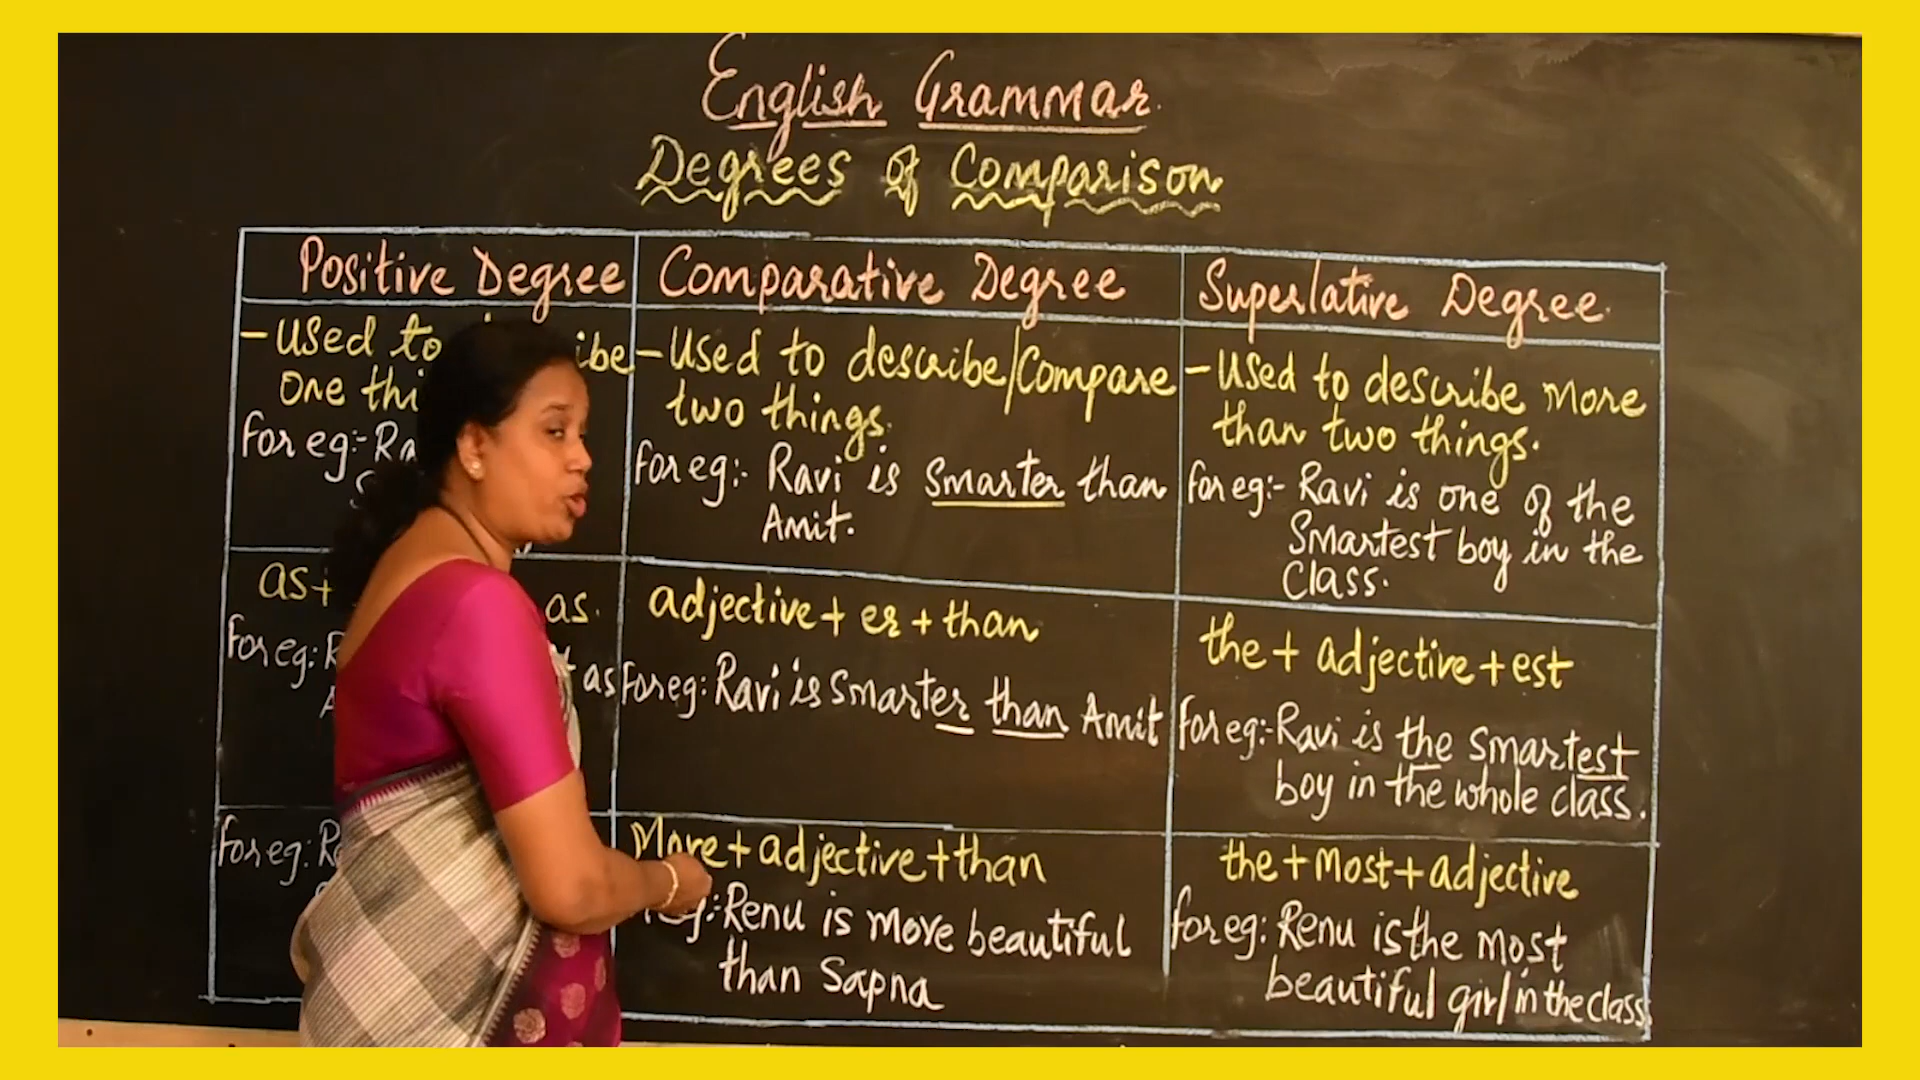 English Grammar
Degrees of Comparison
Positive Degree
Comparative Degree
Superlative Degree.
- Used to
one
for eg:-
- Used to describe/Compare
two things.
for eg:- Ravi is Smarter than
Amit.
- Used to describe more
than two things.
for eg:- Ravi is one of the
Smartest boy in the
Class.
as+ as.
for eg:
as
adjective + er + than
for eg: Ravi is Smarter than Amit
the + adjective + est
for eg:- Ravi is the Smartest
boy in the whole class.
for eg:
More + adjective + than
Renu is more beautiful
than Sapna
the + most + adjective
for eg: Renu is the most
beautiful girl in the class